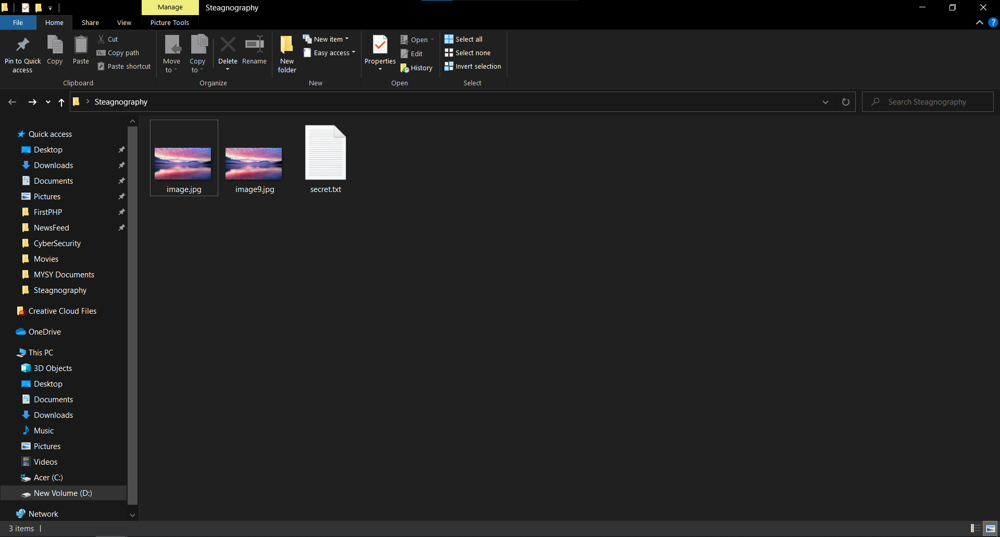 Manage
Steagnography
File
Home
Share
View
Picture Tools
Pin to Quick access
Copy
Paste
Cut
Copy path
Paste shortcut
Clipboard
Move to
Copy to
Delete
Rename
Organize
New folder
New item
Easy access
New
Properties
Open
Edit
History
Open
Select all
Select none
Invert selection
Select
Steagnography
Search Steagnography
Quick access
Desktop
Downloads
Documents
Pictures
FirstPHP
NewsFeed
CyberSecurity
Movies
MYSY Documents
Steagnography
Creative Cloud Files
OneDrive
This PC
3D Objects
Desktop
Documents
Downloads
Music
Pictures
Videos
Acer (C:)
New Volume (D:)
Network
image.jpg
image9.jpg
secret.txt
3 items